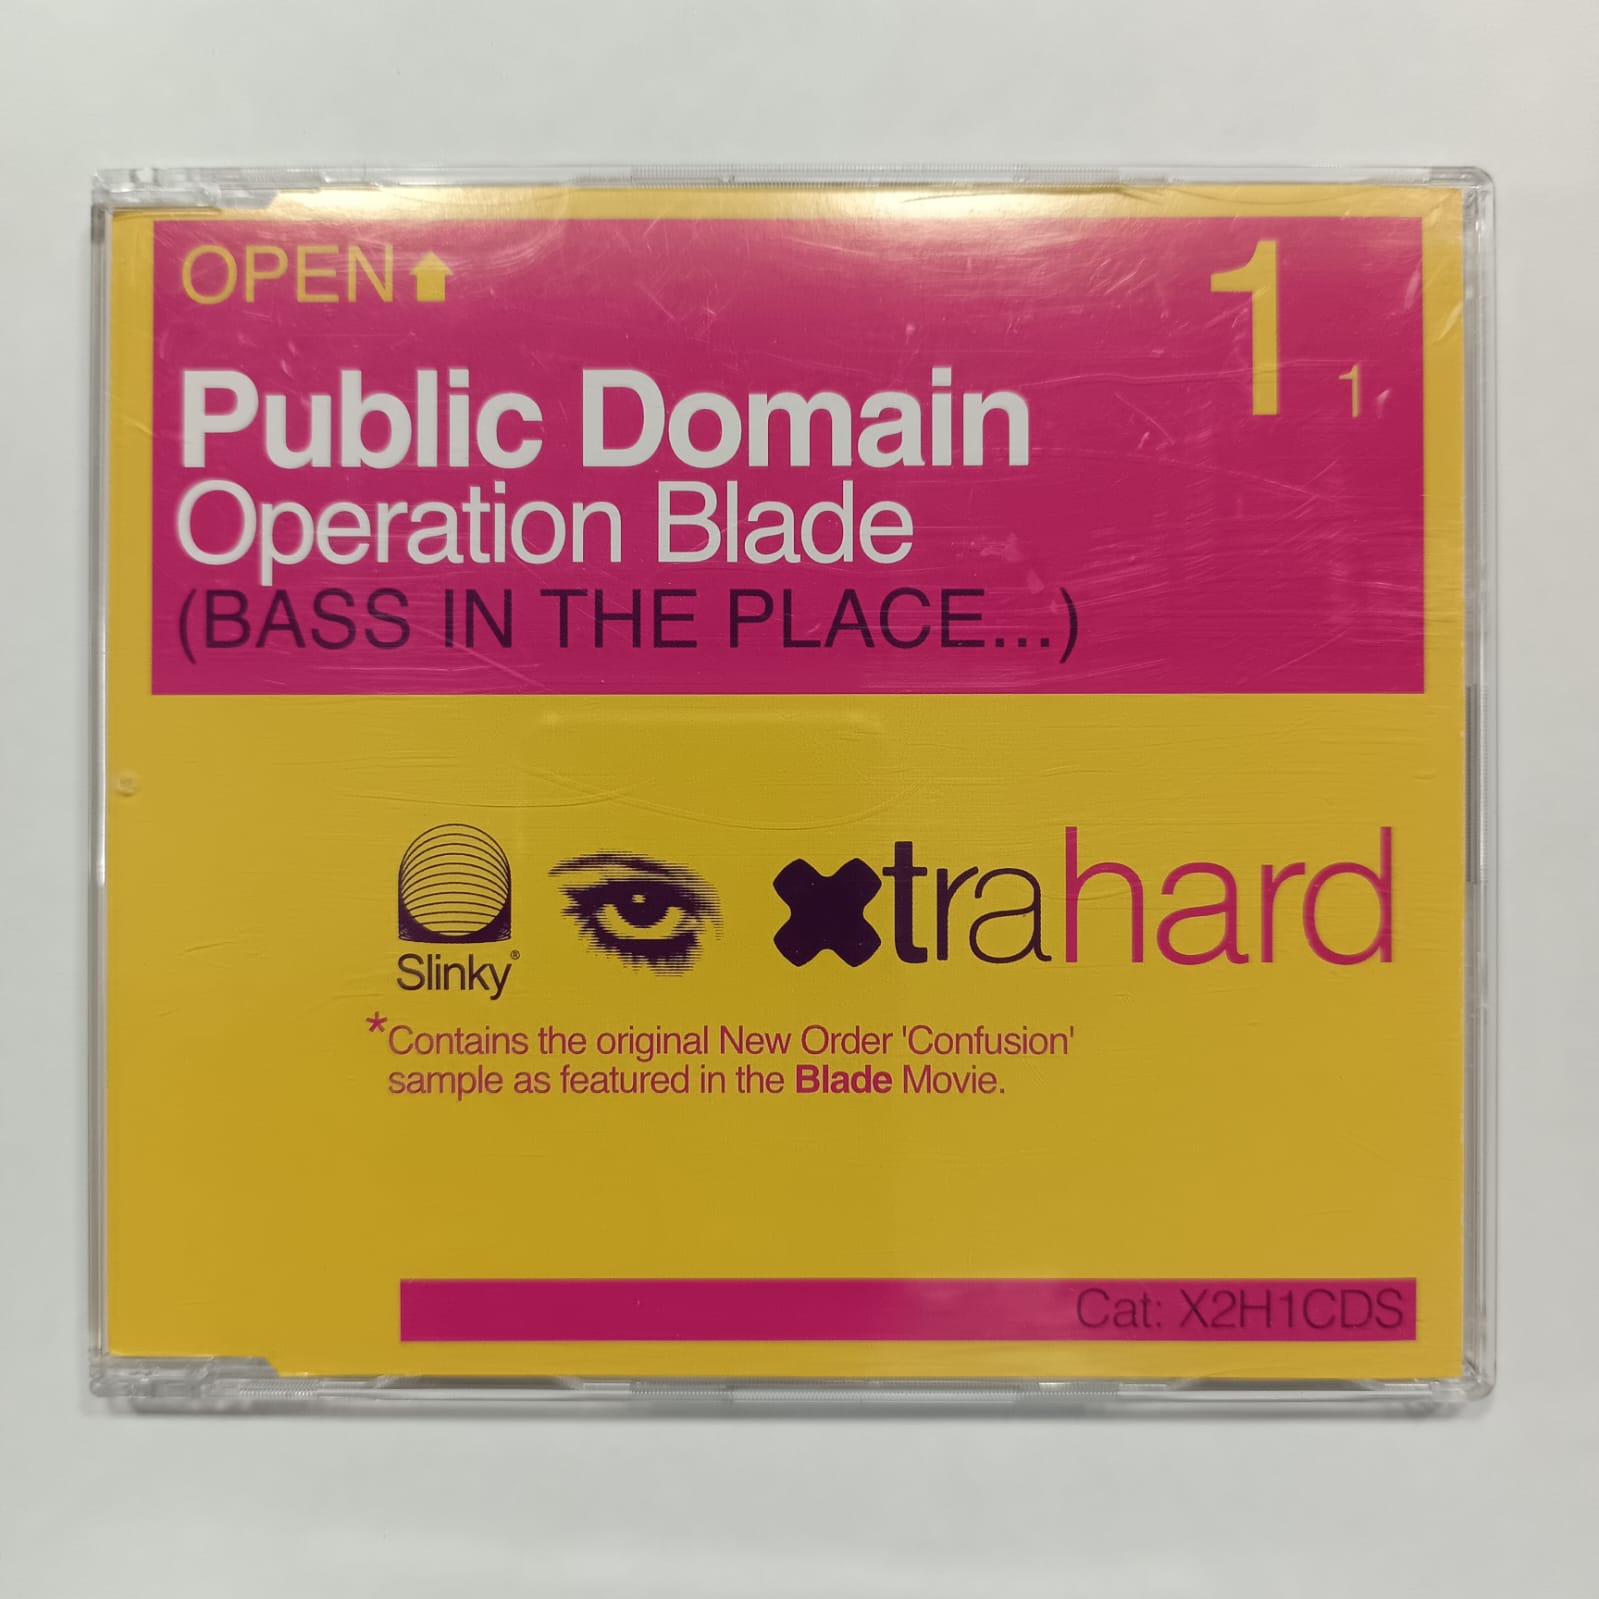 OPEN
1
1
Public Domain
Operation Blade
(BASS IN THE PLACE...)
Slinky®
xtrahard
*Contains the original New Order 'Confusion'
sample as featured in the Blade Movie.
Cat: X2H1CDS